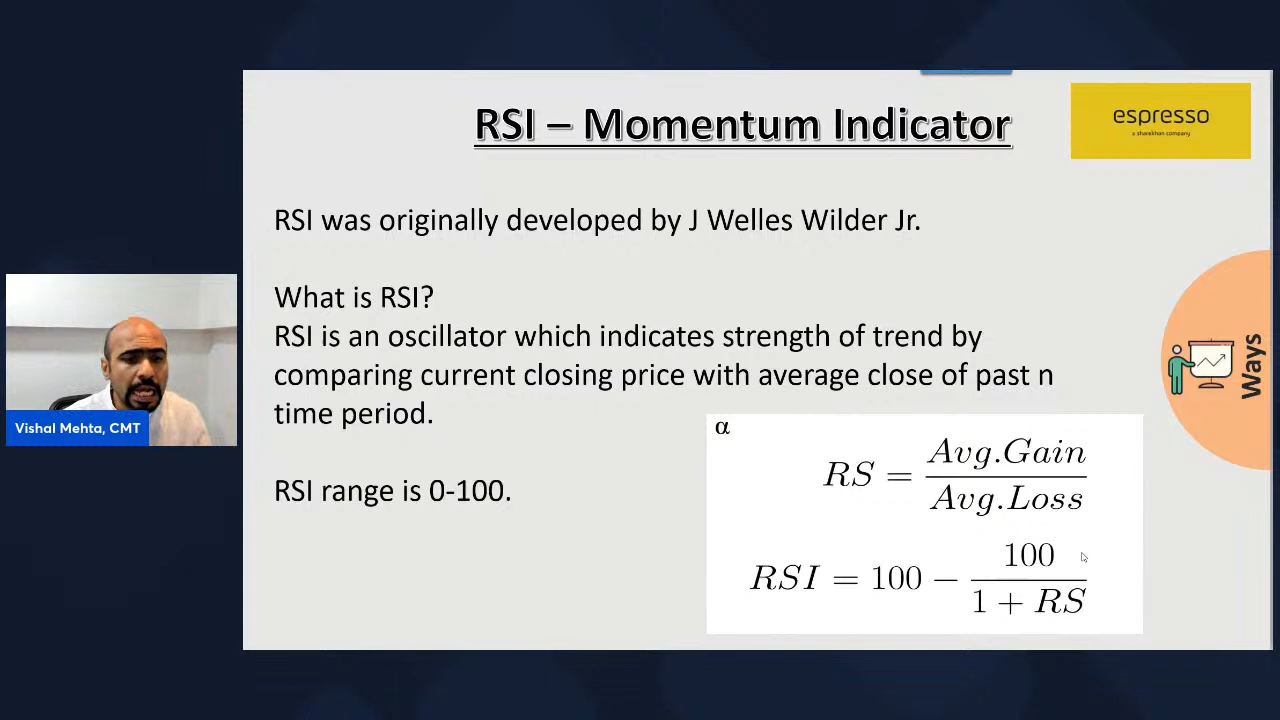 RSI – Momentum Indicator
espresso
a sharekhan company
RSI was originally developed by J Welles Wilder Jr.
What is RSI?
RSI is an oscillator which indicates strength of trend by
comparing current closing price with average close of past n
time period.
RSI range is 0-100.
α
RS = Avg.Gain / Avg.Loss
RSI = 100 − 100 / 1 + RS
Ways
Vishal Mehta, CMT